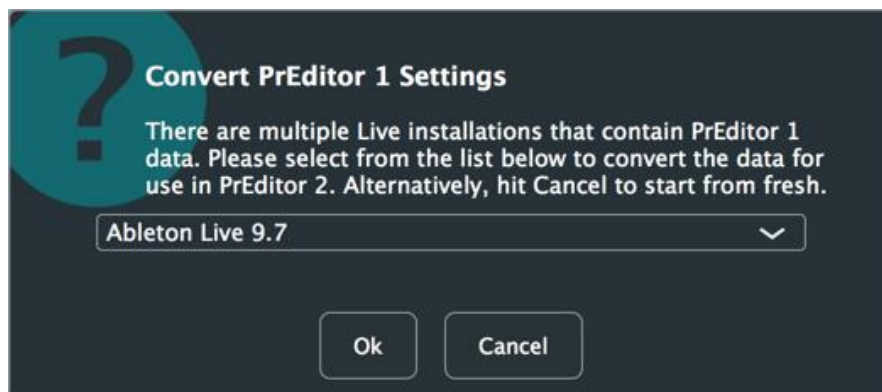 ?
Convert PrEditor 1 Settings
There are multiple Live installations that contain PrEditor 1
data. Please select from the list below to convert the data for
use in PrEditor 2. Alternatively, hit Cancel to start from fresh.
Ableton Live 9.7
Ok Cancel